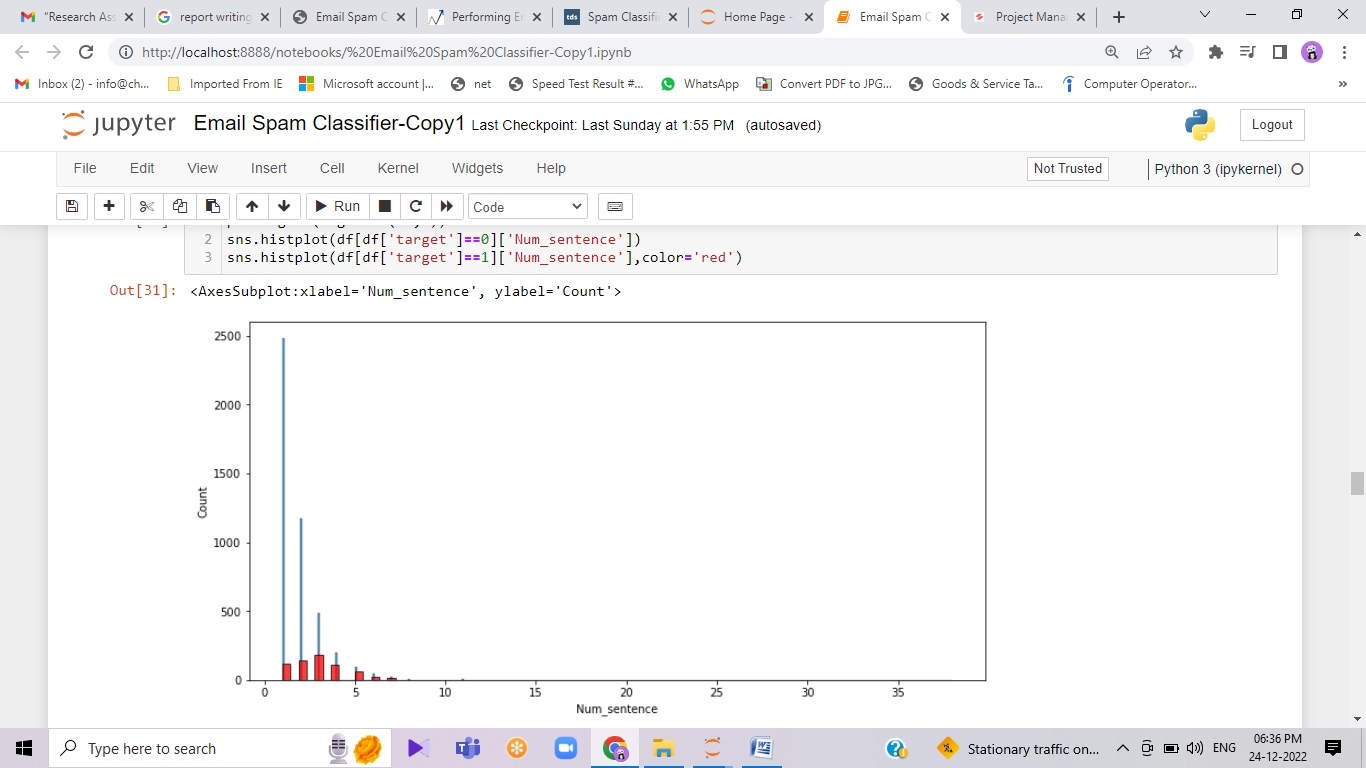 "Research Ass
report writing
Email Spam C
Performing E
tds Spam Classifi
Home Page -
Email Spam C
Project Mana
http://localhost:8888/notebooks/%20Email%20Spam%20Classifier-Copy1.ipynb
Inbox (2) - info@ch...
Imported From IE
Microsoft account |...
net
Speed Test Result #...
WhatsApp
Convert PDF to JPG...
Goods & Service Ta...
Computer Operator...
»
jupyter Email Spam Classifier-Copy1 Last Checkpoint: Last Sunday at 1:55 PM (autosaved)
Logout
File Edit View Insert Cell Kernel Widgets Help
Not Trusted
Python 3 (ipykernel)
Run
Code
2 sns.histplot(df[df['target']==0]['Num_sentence'])
3 sns.histplot(df[df['target']==1]['Num_sentence'],color='red')
Out[31]: <AxesSubplot:xlabel='Num_sentence', ylabel='Count'>
2500
2000
1500
1000
500
0
Count
0 5 10 15 20 25 30 35
Num_sentence
Type here to search
Stationary traffic on...
ENG
06:36 PM
24-12-2022